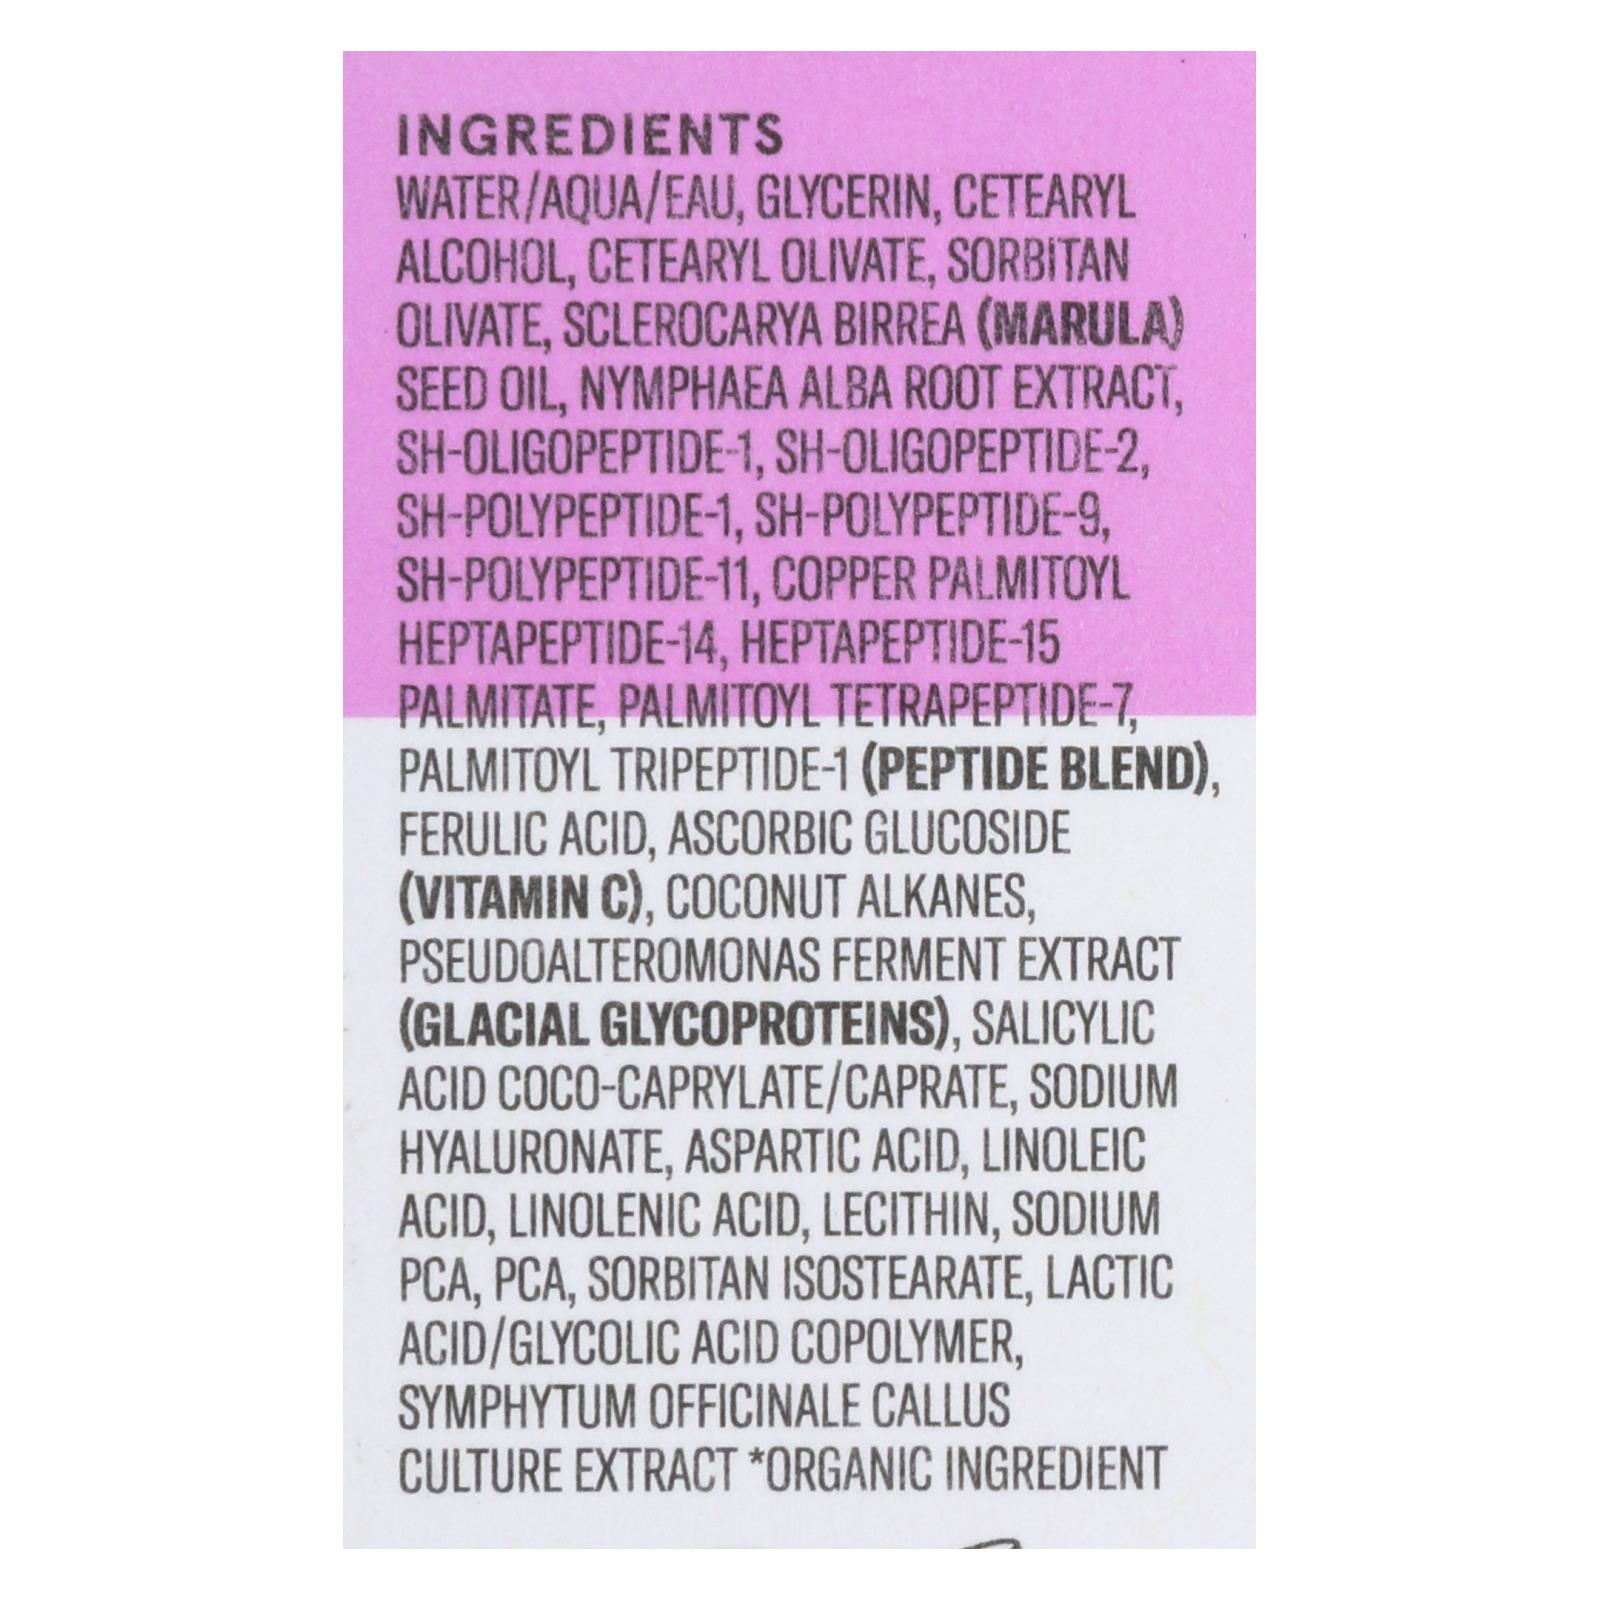 INGREDIENTS
WATER/AQUA/EAU, GLYCERIN, CETEARYL
ALCOHOL, CETEARYL OLIVATE, SORBITAN
OLIVATE, SCLEROCARYA BIRREA (MARULA)
SEED OIL, NYMPHAEA ALBA ROOT EXTRACT,
SH-OLIGOPEPTIDE-1, SH-OLIGOPEPTIDE-2,
SH-POLYPEPTIDE-1, SH-POLYPEPTIDE-9,
SH-POLYPEPTIDE-11, COPPER PALMITOYL
HEPTAPEPTIDE-14, HEPTAPEPTIDE-15
PALMITATE, PALMITOYL TETRAPEPTIDE-7,
PALMITOYL TRIPEPTIDE-1 (PEPTIDE BLEND),
FERULIC ACID, ASCORBIC GLUCOSIDE
(VITAMIN C), COCONUT ALKANES,
PSEUDOALTEROMONAS FERMENT EXTRACT
(GLACIAL GLYCOPROTEINS), SALICYLIC
ACID COCO-CAPRYLATE/CAPRATE, SODIUM
HYALURONATE, ASPARTIC ACID, LINOLEIC
ACID, LINOLENIC ACID, LECITHIN, SODIUM
PCA, PCA, SORBITAN ISOSTEARATE, LACTIC
ACID/GLYCOLIC ACID COPOLYMER,
SYMPHYTUM OFFICINALE CALLUS
CULTURE EXTRACT *ORGANIC INGREDIENT